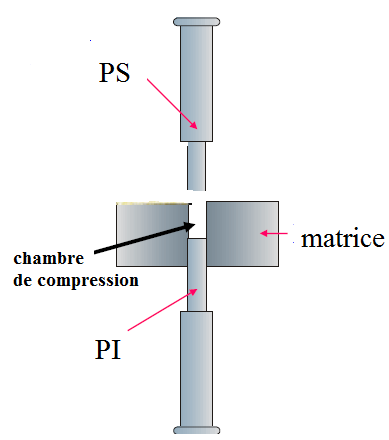 PS
matrice
chambre
de compression
PI